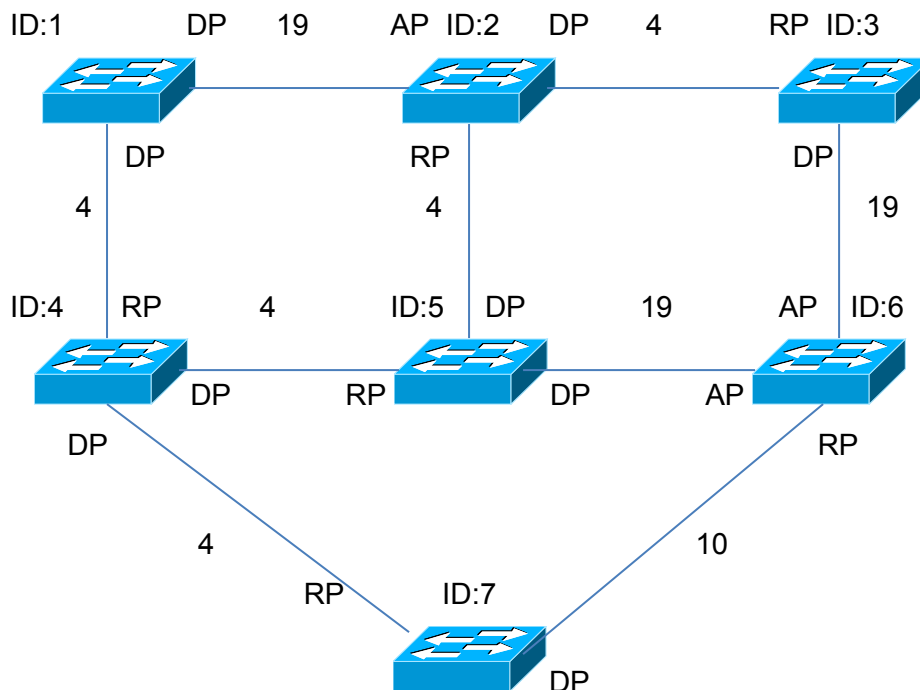 ID:1 DP 19 AP ID:2 DP 4 RP ID:3
DP RP DP
4 4 19
ID:4 RP 4 ID:5 DP 19 AP ID:6
DP RP DP AP
DP RP
4 10
RP ID:7
DP